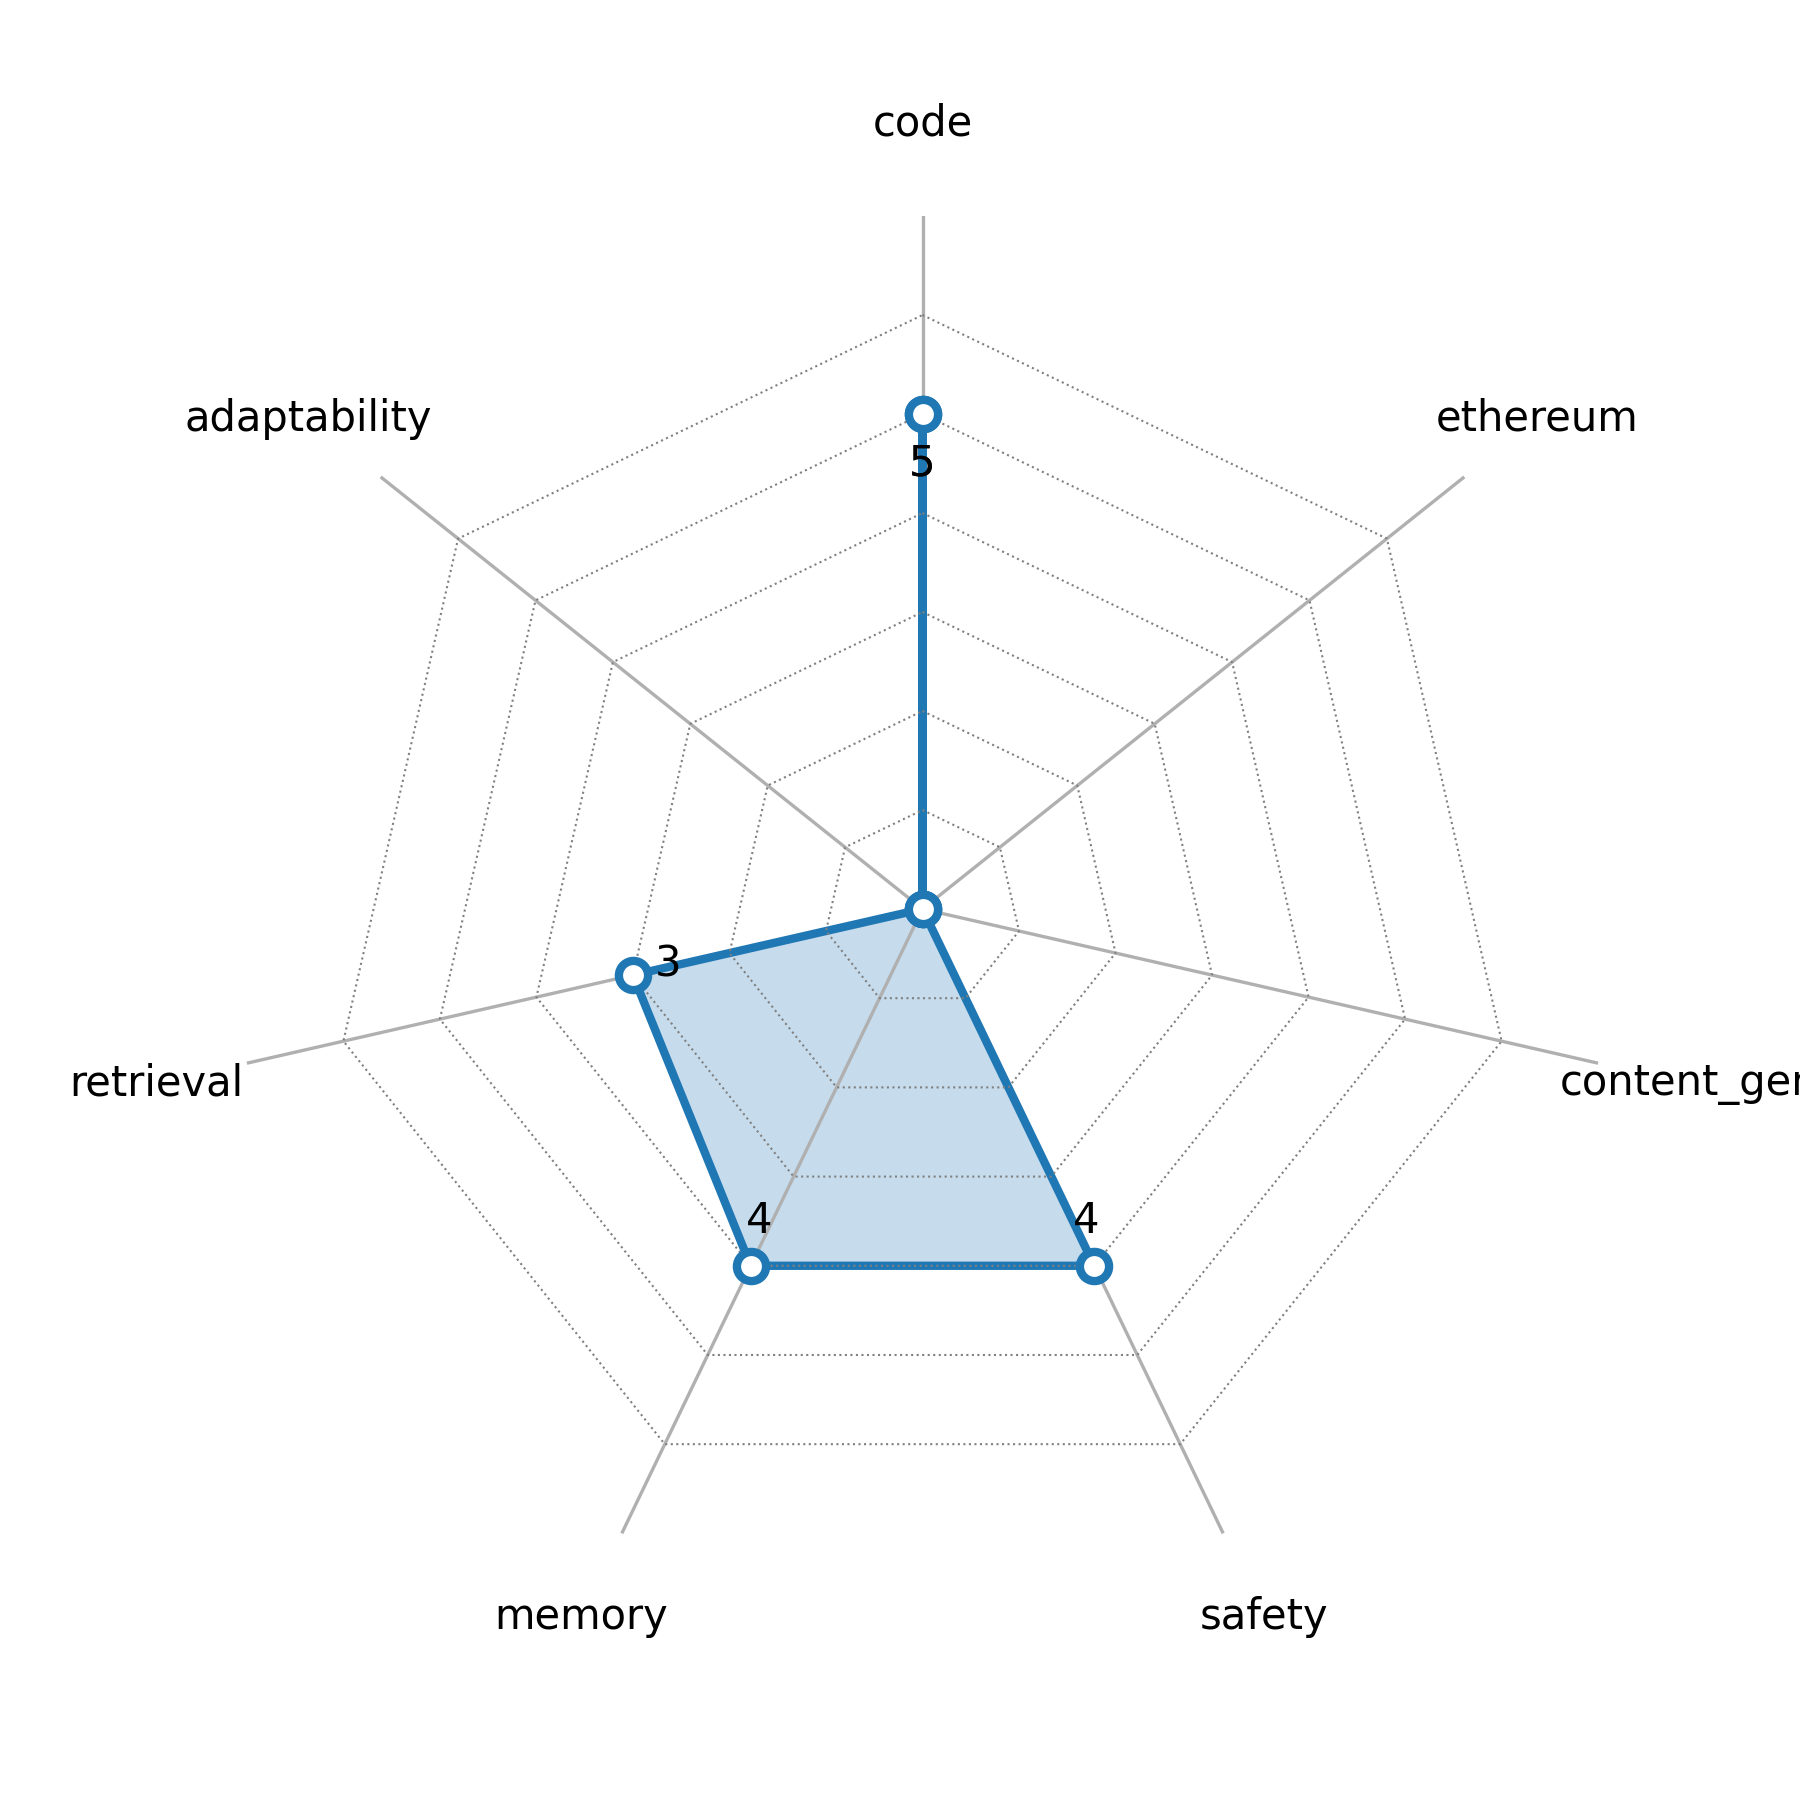 code
adaptability
ethereum
5
3
retrieval
content_ge
4
4
memory
safety